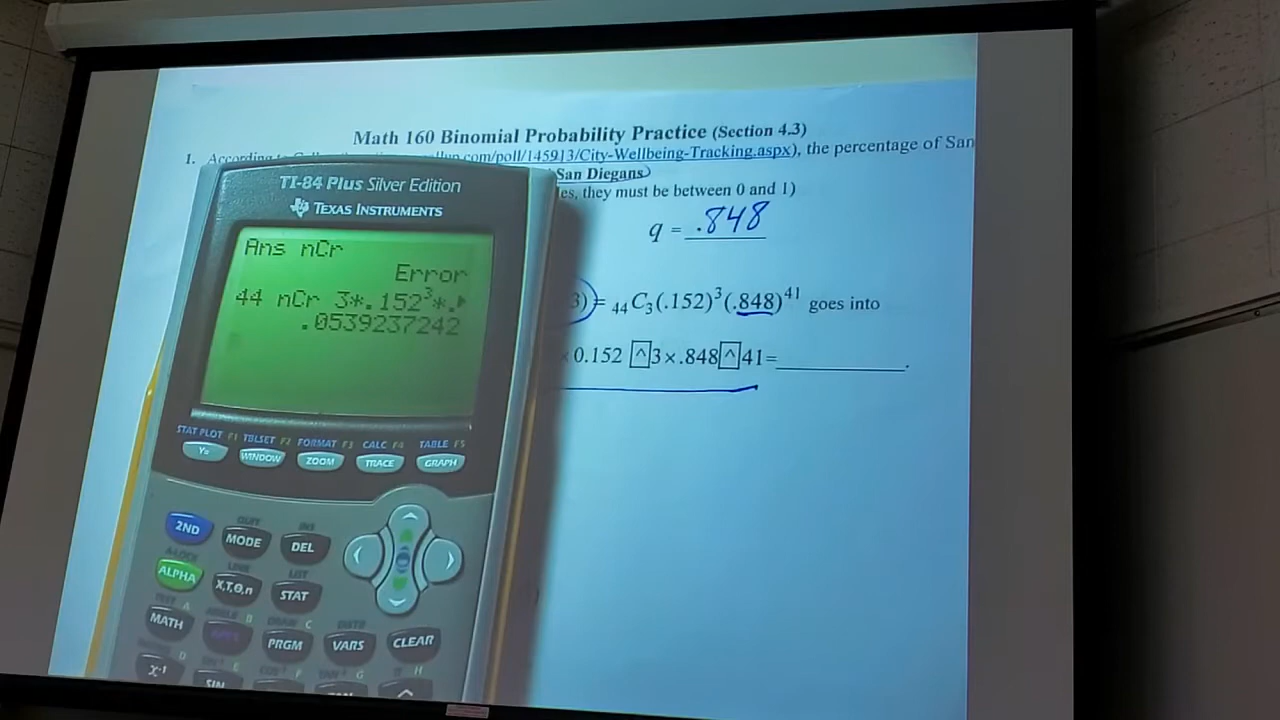 Math 160 Binomial Probability Practice (Section 4.3)
1. According com/poll/145913/City-Wellbeing-Tracking.aspx), the percentage of San
San Diegans
they must be between 0 and 1)
q = .848
3) = 44C3(.152)^3(.848)^41 goes into
× 0.152 ^ 3 × .848 ^ 41 = ________.
TI-84 Plus Silver Edition
TEXAS INSTRUMENTS
Ans nCr
Error
44 nCr 3*.152³*.
.0539237242
STAT PLOT F1 TBLSET F2 FORMAT F3 CALC F4 TABLE F5
Y= WINDOW ZOOM TRACE GRAPH
QUIT INS
2ND MODE DEL
A-LOCK LINK LIST
ALPHA X,T,θ,n STAT
TEST A ANGLE B DRAW C DISTR
MATH APPS PRGM VARS CLEAR
D E F G H
X⁻¹ SIN ^